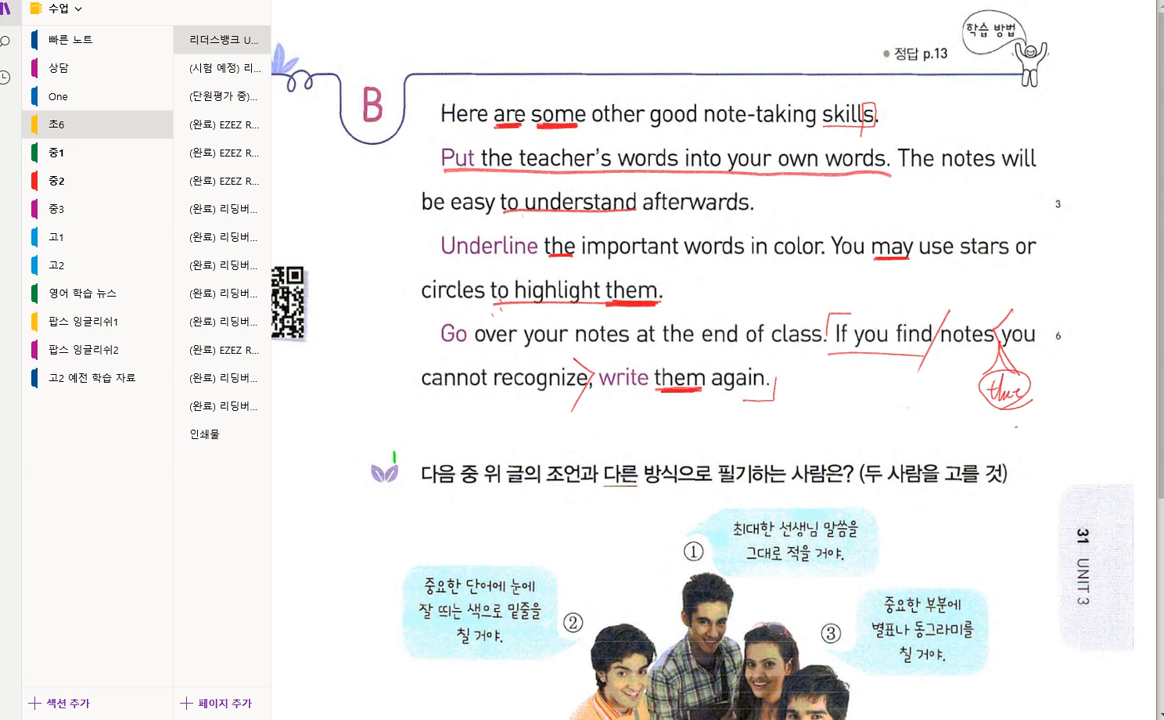 수업
빠른 노트
상담
One
초6
중1
중2
중3
고1
고2
영어 학습 뉴스
팝스 잉글리쉬1
팝스 잉글리쉬2
고2 예전 학습 자료
섹션 추가
리더스뱅크 U...
(시험 예정) 리...
(단원평가 중)...
(완료) EZEZ R...
(완료) EZEZ R...
(완료) EZEZ R...
(완료) 리딩버...
(완료) 리딩버...
(완료) 리딩버...
(완료) 리딩버...
(완료) 리딩버...
(완료) EZEZ R...
(완료) 리딩버...
(완료) 리딩버...
인쇄물
페이지 추가
학습 방법
정답 p.13
B
Here are some other good note-taking skills.
Put the teacher's words into your own words. The notes will
be easy to understand afterwards.
3
Underline the important words in color. You may use stars or
circles to highlight them.
Go over your notes at the end of class. If you find notes you
6
cannot recognize, write them again.
1
다음 중 위 글의 조언과 다른 방식으로 필기하는 사람은? (두 사람을 고를 것)
① 최대한 선생님 말씀을
그대로 적을 거야.
② 중요한 단어에 눈에
잘 띄는 색으로 밑줄을
칠 거야.
③ 중요한 부분에
별표나 동그라미를
칠 거야.
31 UNIT 3